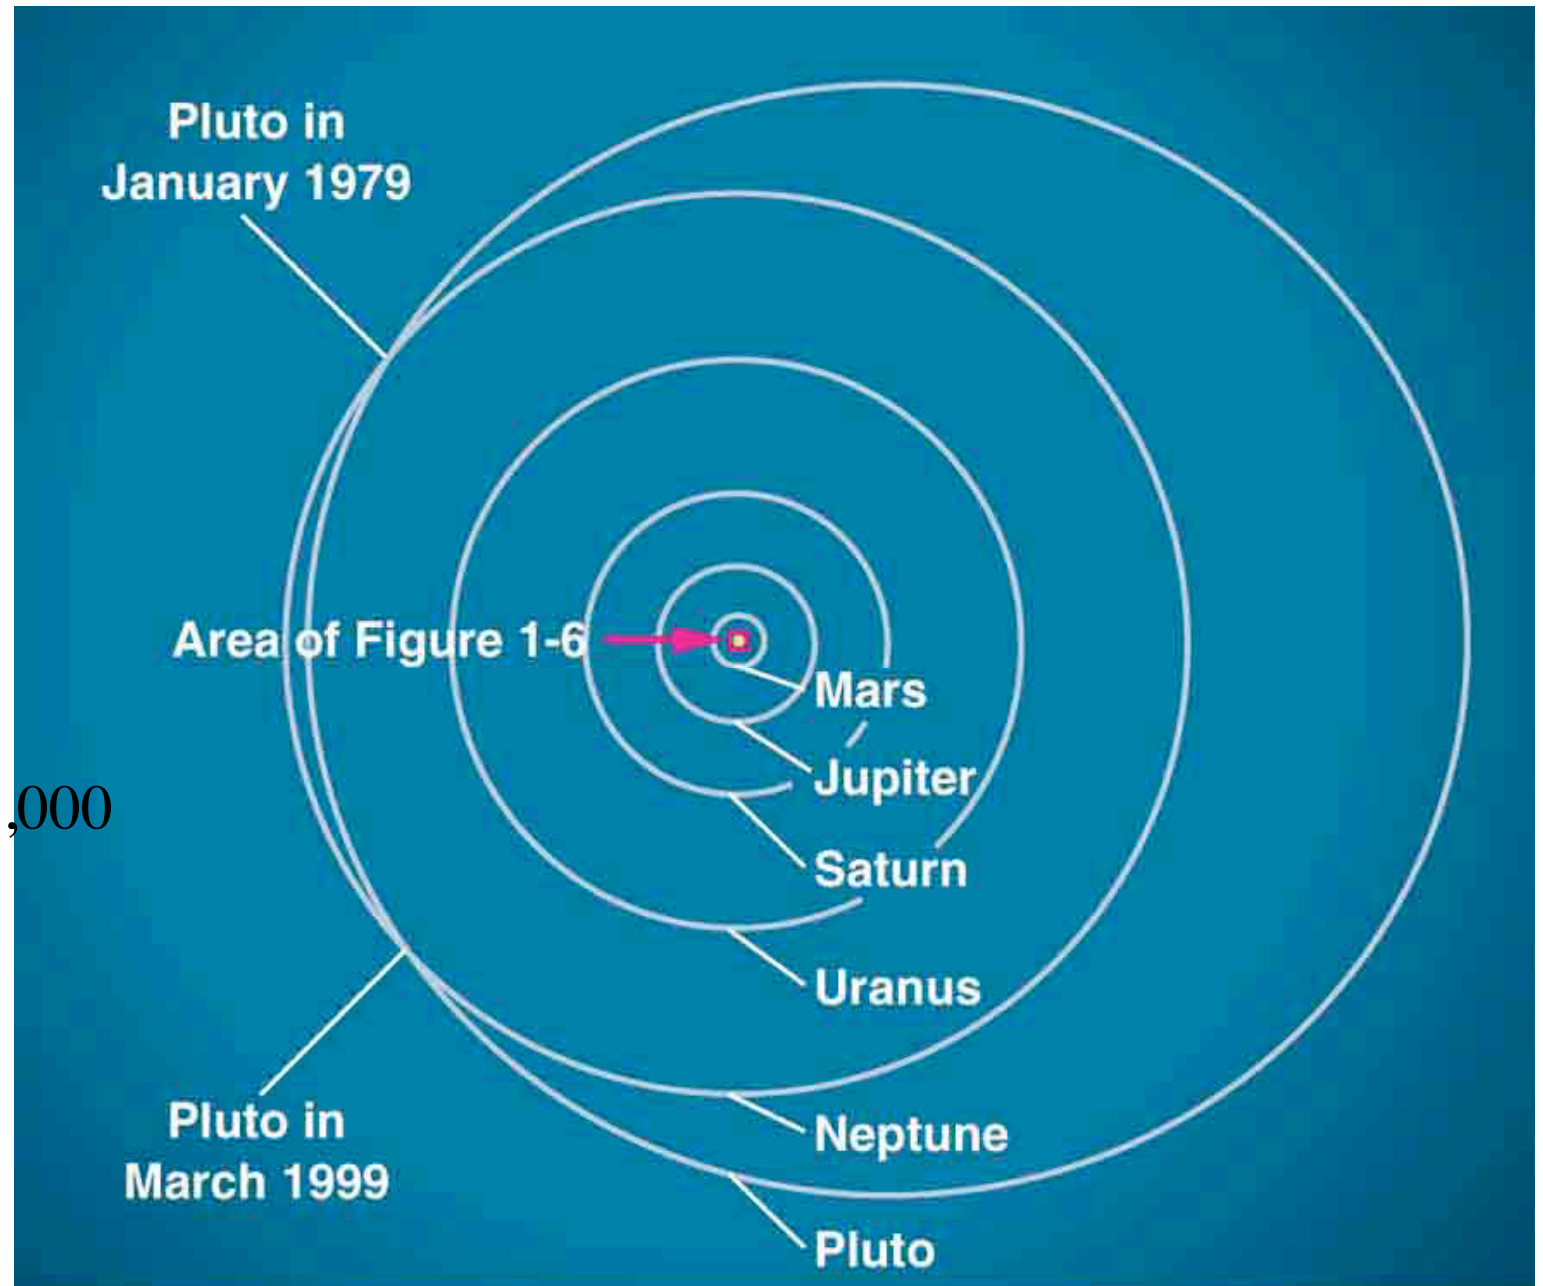 Pluto in
January 1979
Area of Figure 1-6
Mars
Jupiter
,000
Saturn
Uranus
Pluto in
March 1999
Neptune
Pluto